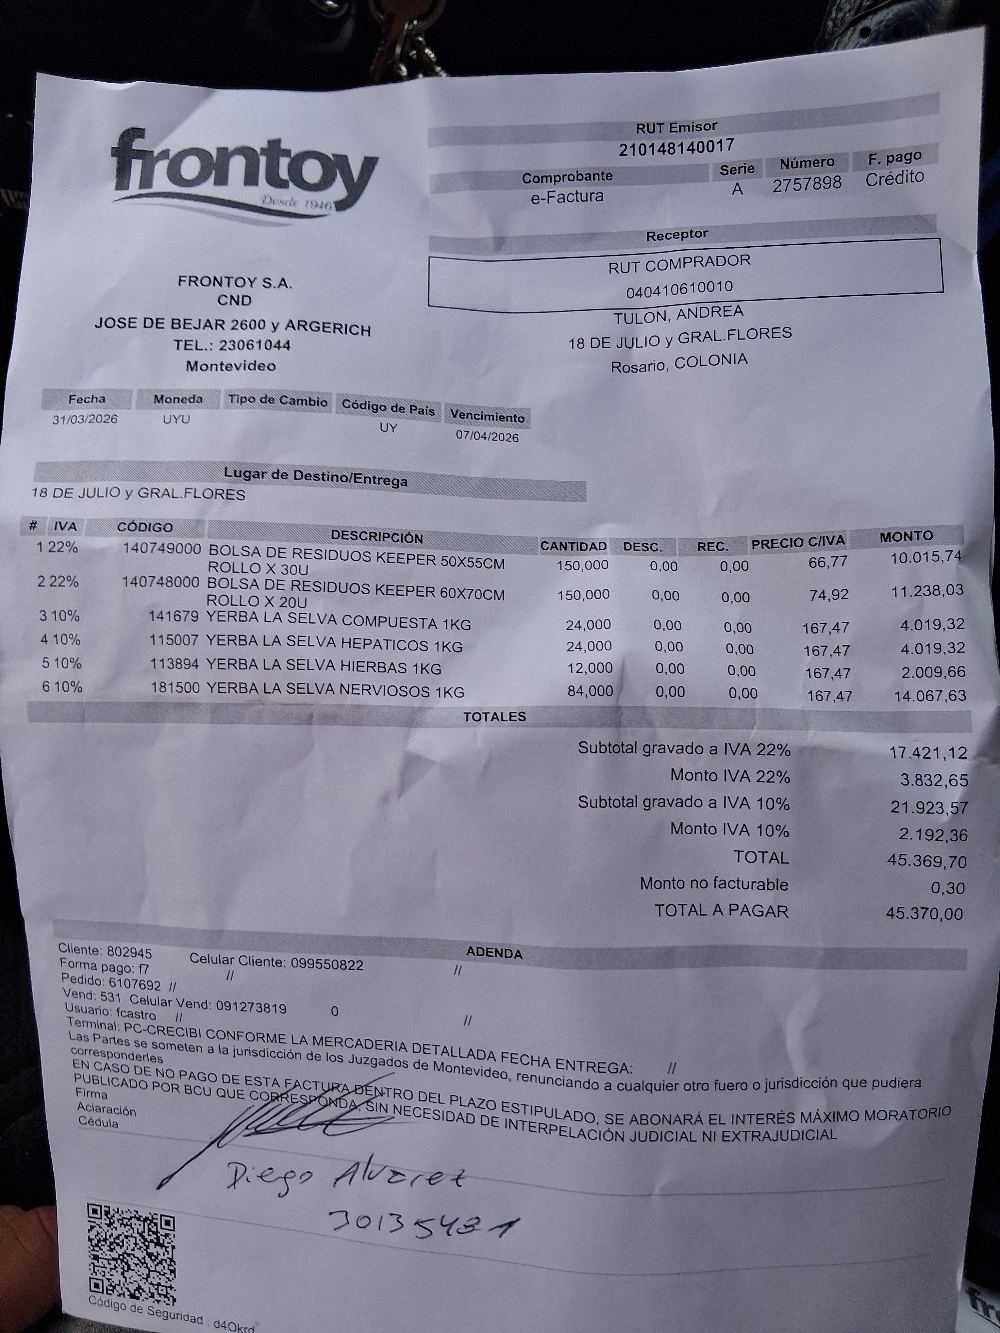 frontoy
Desde 1946
RUT Emisor
210148140017
Comprobante Serie Número F. pago
e-Factura A 2757898 Crédito
Receptor
RUT COMPRADOR
040410610010
TULON, ANDREA
18 DE JULIO y GRAL.FLORES
Rosario, COLONIA
FRONTOY S.A.
CND
JOSE DE BEJAR 2600 y ARGERICH
TEL.: 23061044
Montevideo
Fecha Moneda Tipo de Cambio Código de País Vencimiento
31/03/2026 UYU UY 07/04/2026
Lugar de Destino/Entrega
18 DE JULIO y GRAL.FLORES
# IVA CÓDIGO DESCRIPCIÓN CANTIDAD DESC. REC. PRECIO C/IVA MONTO
1 22% 140749000 BOLSA DE RESIDUOS KEEPER 50X55CM 150,000 0,00 0,00 66,77 10.015,74
ROLLO X 30U
2 22% 140748000 BOLSA DE RESIDUOS KEEPER 60X70CM 150,000 0,00 0,00 74,92 11.238,03
ROLLO X 20U
3 10% 141679 YERBA LA SELVA COMPUESTA 1KG 24,000 0,00 0,00 167,47 4.019,32
4 10% 115007 YERBA LA SELVA HEPATICOS 1KG 24,000 0,00 0,00 167,47 4.019,32
5 10% 113894 YERBA LA SELVA HIERBAS 1KG 12,000 0,00 0,00 167,47 2.009,66
6 10% 181500 YERBA LA SELVA NERVIOSOS 1KG 84,000 0,00 0,00 167,47 14.067,63
TOTALES
Subtotal gravado a IVA 22% 17.421,12
Monto IVA 22% 3.832,65
Subtotal gravado a IVA 10% 21.923,57
Monto IVA 10% 2.192,36
TOTAL 45.369,70
Monto no facturable 0,30
TOTAL A PAGAR 45.370,00
ADENDA
Cliente: 802945 Celular Cliente: 099550822 //
Forma pago: f7 //
Pedido: 6107692 //
Vend: 531 Celular Vend: 091273819 0 //
Usuario: fcastro //
Terminal: PC-CRECIBI CONFORME LA MERCADERIA DETALLADA FECHA ENTREGA: //
Las Partes se someten a la jurisdicción de los Juzgados de Montevideo, renunciando a cualquier otro fuero o jurisdicción que pudiera
corresponderles
EN CASO DE NO PAGO DE ESTA FACTURA DENTRO DEL PLAZO ESTIPULADO, SE ABONARÁ EL INTERÉS MÁXIMO MORATORIO
PUBLICADO POR BCU QUE CORRESPONDA, SIN NECESIDAD DE INTERPELACIÓN JUDICIAL NI EXTRAJUDICIAL
Firma
Aclaración
Cédula
Diego Alvarez
Código de Seguridad : d4Okrd